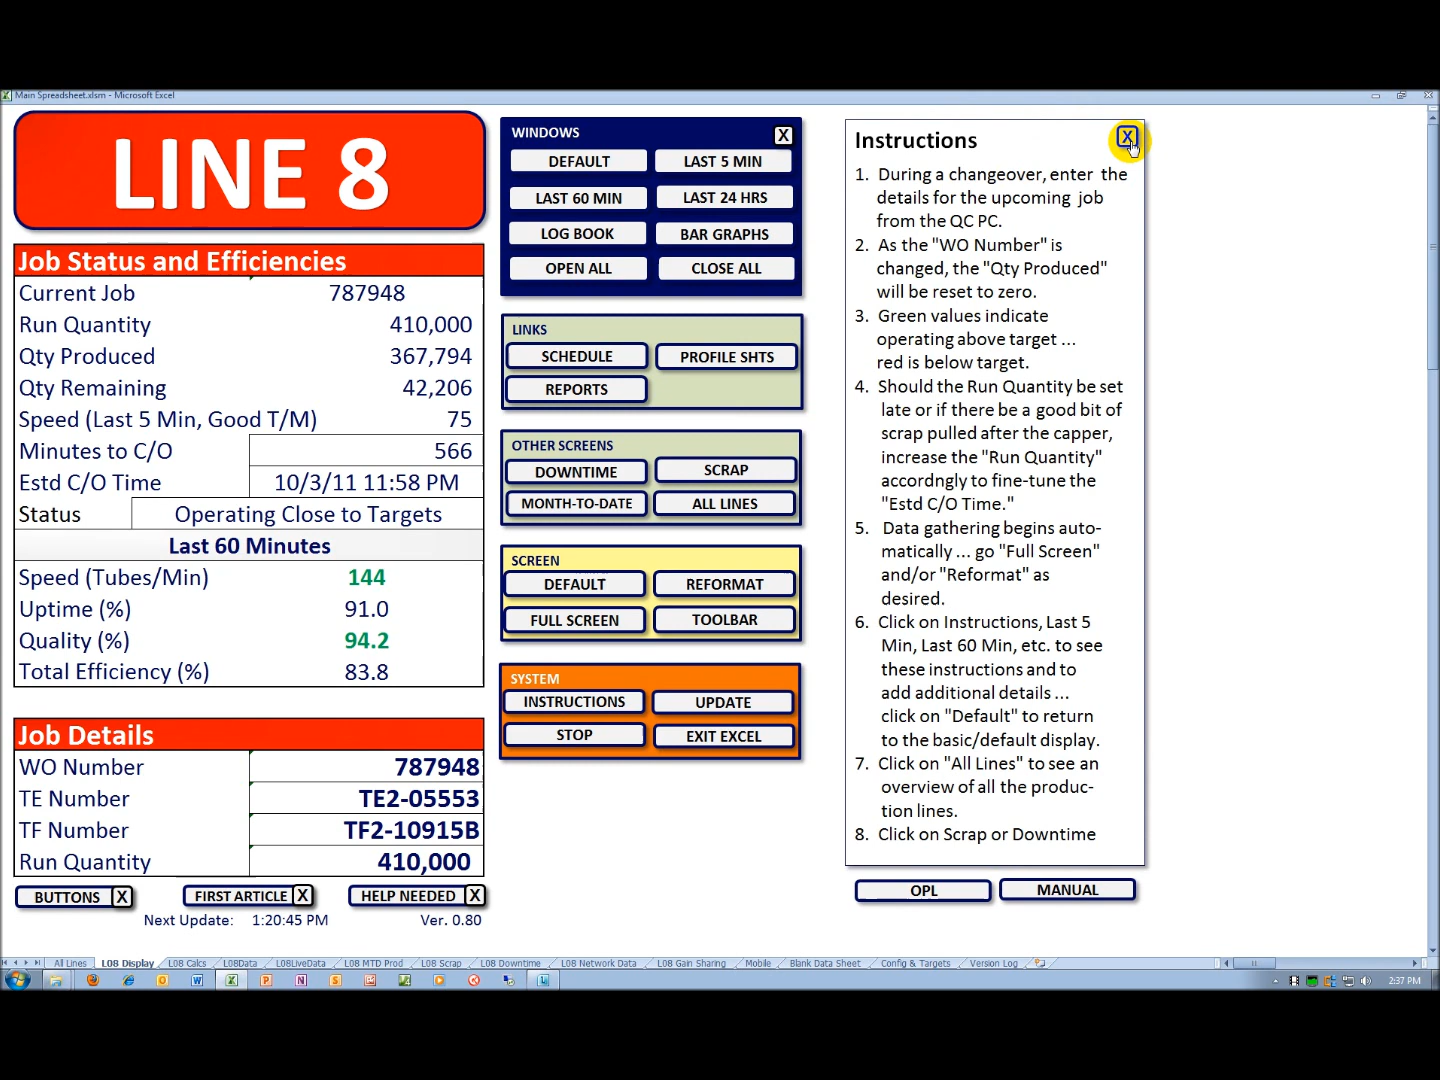 Main Spreadsheet.xlsm - Microsoft Excel
LINE 8
Job Status and Efficiencies
Current Job 787948
Run Quantity 410,000
Qty Produced 367,794
Qty Remaining 42,206
Speed (Last 5 Min, Good T/M) 75
Minutes to C/O 566
Estd C/O Time 10/3/11 11:58 PM
Status Operating Close to Targets
Last 60 Minutes
Speed (Tubes/Min) 144
Uptime (%) 91.0
Quality (%) 94.2
Total Efficiency (%) 83.8
Job Details
WO Number 787948
TE Number TE2-05553
TF Number TF2-10915B
Run Quantity 410,000
BUTTONS X FIRST ARTICLE X HELP NEEDED X
Next Update: 1:20:45 PM Ver. 0.80
WINDOWS X
DEFAULT LAST 5 MIN
LAST 60 MIN LAST 24 HRS
LOG BOOK BAR GRAPHS
OPEN ALL CLOSE ALL
LINKS
SCHEDULE PROFILE SHTS
REPORTS
OTHER SCREENS
DOWNTIME SCRAP
MONTH-TO-DATE ALL LINES
SCREEN
DEFAULT REFORMAT
FULL SCREEN TOOLBAR
SYSTEM
INSTRUCTIONS UPDATE
STOP EXIT EXCEL
Instructions X
1. During a changeover, enter the
details for the upcoming job
from the QC PC.
2. As the "WO Number" is
changed, the "Qty Produced"
will be reset to zero.
3. Green values indicate
operating above target ...
red is below target.
4. Should the Run Quantity be set
late or if there be a good bit of
scrap pulled after the capper,
increase the "Run Quantity"
accordngly to fine-tune the
"Estd C/O Time."
5. Data gathering begins auto-
matically ... go "Full Screen"
and/or "Reformat" as
desired.
6. Click on Instructions, Last 5
Min, Last 60 Min, etc. to see
these instructions and to
add additional details ...
click on "Default" to return
to the basic/default display.
7. Click on "All Lines" to see an
overview of all the produc-
tion lines.
8. Click on Scrap or Downtime
OPL MANUAL
All Lines L08 Display L08 Calcs L08Data L08LiveData L08 MTD Prod L08 Scrap L08 Downtime L08 Network Data L08 Gain Sharing Mobile Blank Data Sheet Config & Targets Version Log
2:37 PM